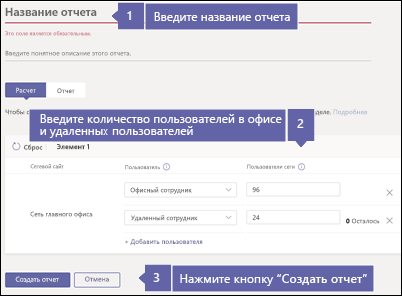 Название отчета
1 Введите название отчета
Это поле является обязательным.
Введите понятное описание этого отчета.
Расчет Отчет
Чтобы с
деле. Подробнее
Введите количество пользователей в офисе
и удаленных пользователей
2
Сброс Элемент 1
Сетевой сайт Пользователь Пользователи сети
Офисный сотрудник 96
Сеть главного офиса Удаленный сотрудник 24 0 Осталось
+ Добавить пользователя
Создать отчет Отмена 3 Нажмите кнопку “Создать отчет”